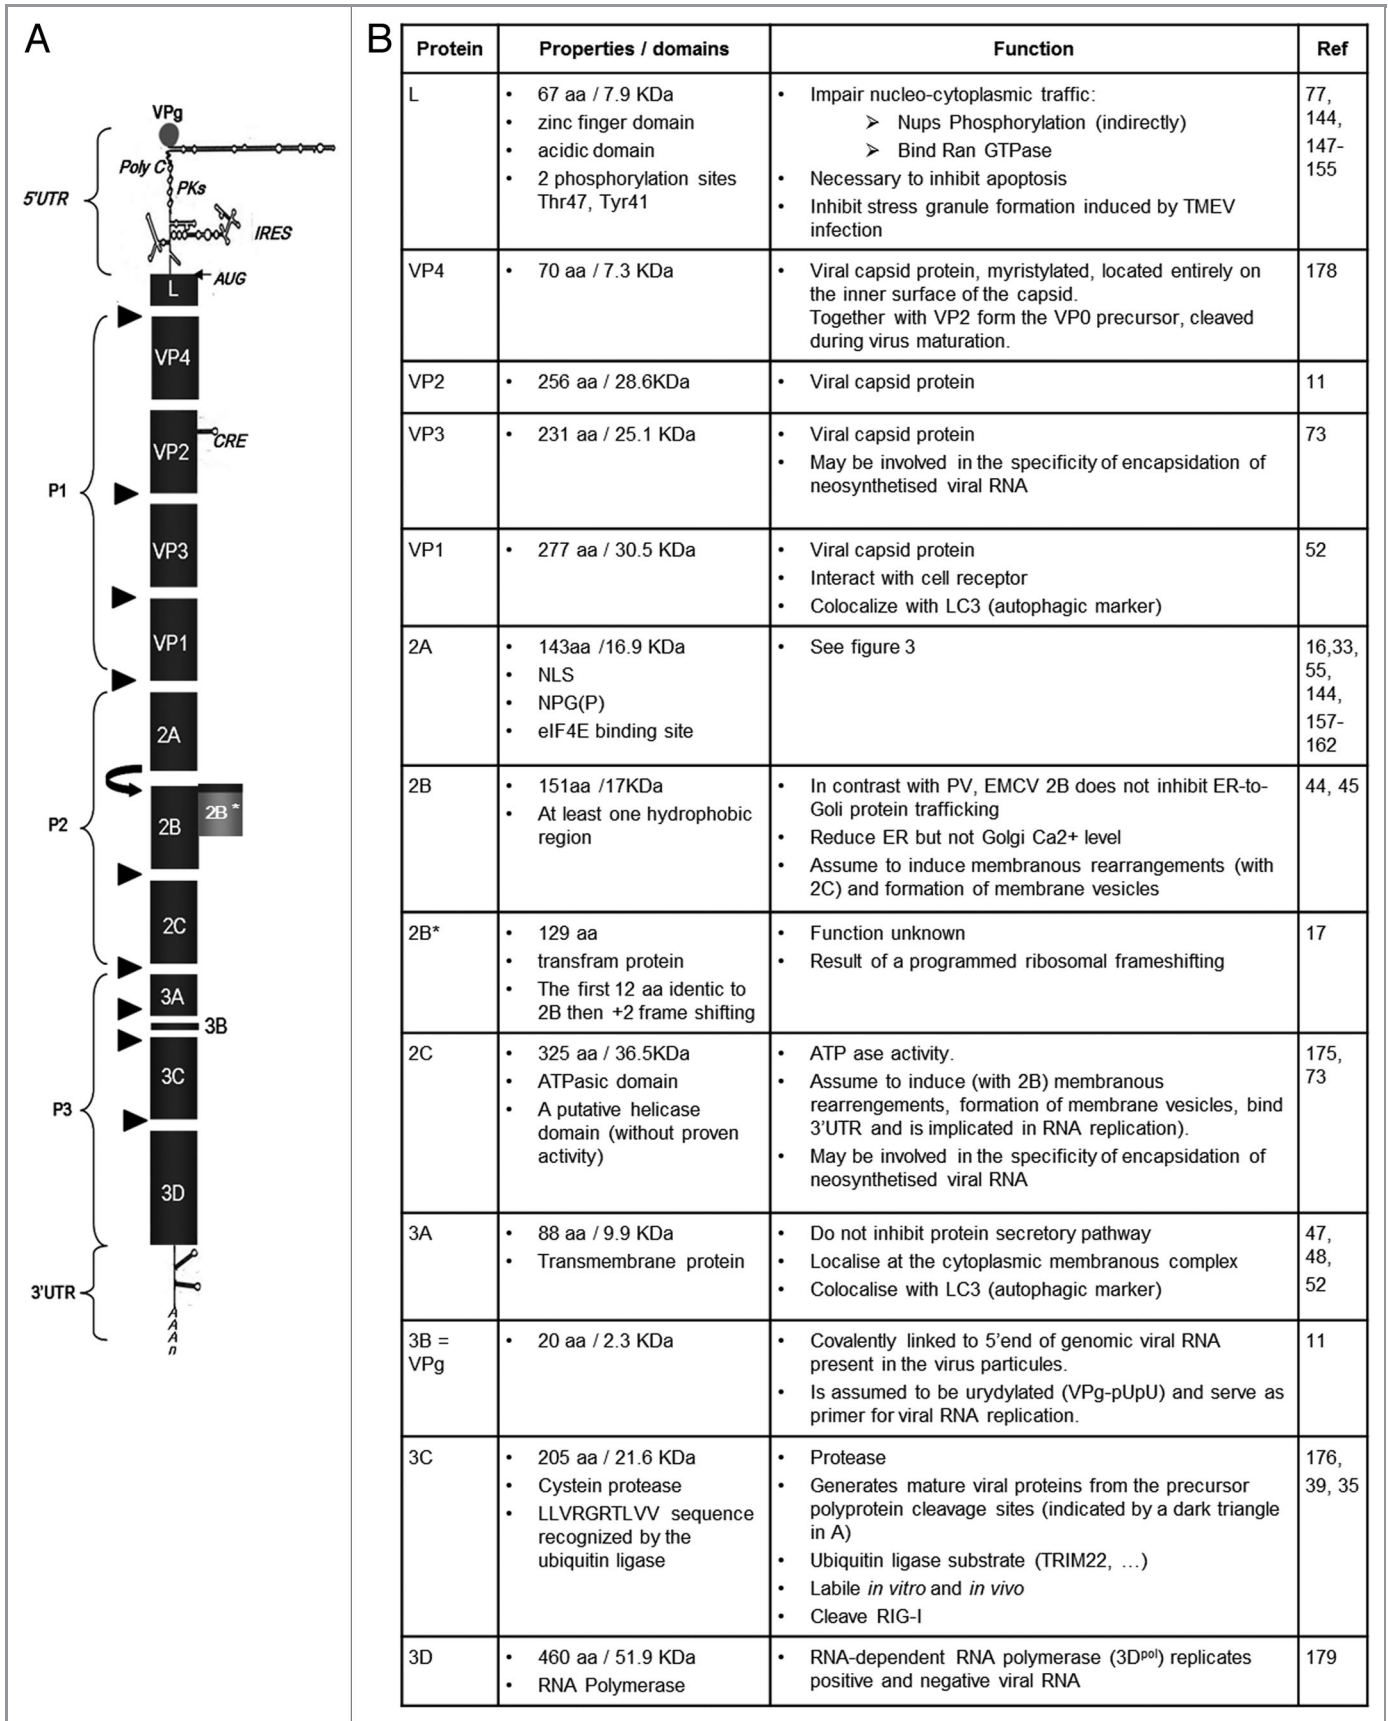 A
VPg
Poly C
PKs
5'UTR
IRES
AUG
L
VP4
VP2
CRE
P1
VP3
VP1
2A
2B *
P2
2B
2C
3A
3B
3C
P3
3D
3'UTR
A
A
A
n
B
Protein Properties / domains Function Ref
L
• 67 aa / 7.9 KDa
• zinc finger domain
• acidic domain
• 2 phosphorylation sites
Thr47, Tyr41
• Impair nucleo-cytoplasmic traffic:
➢ Nups Phosphorylation (indirectly)
➢ Bind Ran GTPase
• Necessary to inhibit apoptosis
• Inhibit stress granule formation induced by TMEV
infection
77,
144,
147-
155
VP4
• 70 aa / 7.3 KDa
• Viral capsid protein, myristylated, located entirely on
the inner surface of the capsid.
Together with VP2 form the VP0 precursor, cleaved
during virus maturation.
178
VP2
• 256 aa / 28.6KDa
• Viral capsid protein
11
VP3
• 231 aa / 25.1 KDa
• Viral capsid protein
• May be involved in the specificity of encapsidation of
neosynthetised viral RNA
73
VP1
• 277 aa / 30.5 KDa
• Viral capsid protein
• Interact with cell receptor
• Colocalize with LC3 (autophagic marker)
52
2A
• 143aa /16.9 KDa
• NLS
• NPG(P)
• eIF4E binding site
• See figure 3
16,33,
55,
144,
157-
162
2B
• 151aa /17KDa
• At least one hydrophobic
region
• In contrast with PV, EMCV 2B does not inhibit ER-to-
Goli protein trafficking
• Reduce ER but not Golgi Ca2+ level
• Assume to induce membranous rearrangements (with
2C) and formation of membrane vesicles
44, 45
2B*
• 129 aa
• transfram protein
• The first 12 aa identic to
2B then +2 frame shifting
• Function unknown
• Result of a programmed ribosomal frameshifting
17
2C
• 325 aa / 36.5KDa
• ATPasic domain
• A putative helicase
domain (without proven
activity)
• ATP ase activity.
• Assume to induce (with 2B) membranous
rearrengements, formation of membrane vesicles, bind
3'UTR and is implicated in RNA replication).
• May be involved in the specificity of encapsidation of
neosynthetised viral RNA
175,
73
3A
• 88 aa / 9.9 KDa
• Transmembrane protein
• Do not inhibit protein secretory pathway
• Localise at the cytoplasmic membranous complex
• Colocalise with LC3 (autophagic marker)
47,
48,
52
3B =
VPg
• 20 aa / 2.3 KDa
• Covalently linked to 5'end of genomic viral RNA
present in the virus particules.
• Is assumed to be urydylated (VPg-pUpU) and serve as
primer for viral RNA replication.
11
3C
• 205 aa / 21.6 KDa
• Cystein protease
• LLVRGRTLVV sequence
recognized by the
ubiquitin ligase
• Protease
• Generates mature viral proteins from the precursor
polyprotein cleavage sites (indicated by a dark triangle
in A)
• Ubiquitin ligase substrate (TRIM22, …)
• Labile in vitro and in vivo
• Cleave RIG-I
176,
39, 35
3D
• 460 aa / 51.9 KDa
• RNA Polymerase
• RNA-dependent RNA polymerase (3Dpol) replicates
positive and negative viral RNA
179